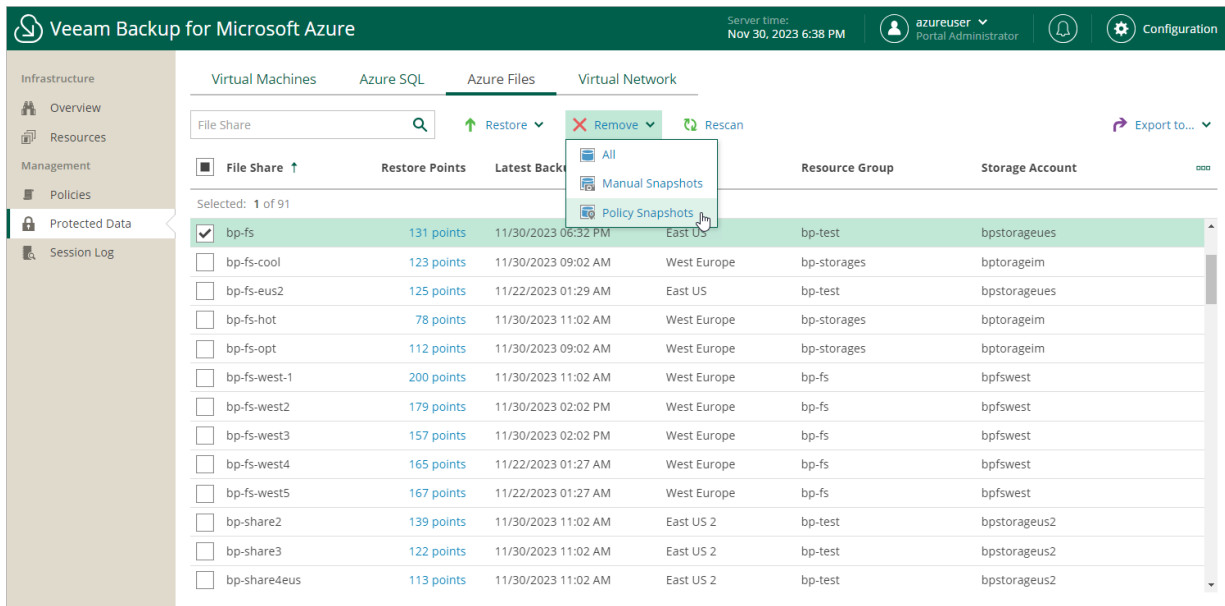 Veeam Backup for Microsoft Azure
Server time:
Nov 30, 2023 6:38 PM
azureuser
Portal Administrator
Configuration
Infrastructure
Overview
Resources
Management
Policies
Protected Data
Session Log
Virtual Machines Azure SQL Azure Files Virtual Network
File Share Restore Remove Rescan Export to...
All
Manual Snapshots
Policy Snapshots
File Share Restore Points Latest Backu Resource Group Storage Account
Selected: 1 of 91
bp-fs 131 points 11/30/2023 06:32 PM East US bp-test bpstorageues
bp-fs-cool 123 points 11/30/2023 09:02 AM West Europe bp-storages bptorageim
bp-fs-eus2 125 points 11/22/2023 01:29 AM East US bp-test bpstorageues
bp-fs-hot 78 points 11/30/2023 11:02 AM West Europe bp-storages bptorageim
bp-fs-opt 112 points 11/30/2023 09:02 AM West Europe bp-storages bptorageim
bp-fs-west-1 200 points 11/30/2023 11:02 AM West Europe bp-fs bpfswest
bp-fs-west2 179 points 11/30/2023 02:02 PM West Europe bp-fs bpfswest
bp-fs-west3 157 points 11/30/2023 02:02 PM West Europe bp-fs bpfswest
bp-fs-west4 165 points 11/22/2023 01:27 AM West Europe bp-fs bpfswest
bp-fs-west5 167 points 11/22/2023 01:27 AM West Europe bp-fs bpfswest
bp-share2 139 points 11/30/2023 11:02 AM East US 2 bp-test bpstorageus2
bp-share3 122 points 11/30/2023 11:02 AM East US 2 bp-test bpstorageus2
bp-share4eus 113 points 11/30/2023 11:02 AM East US 2 bp-test bpstorageus2